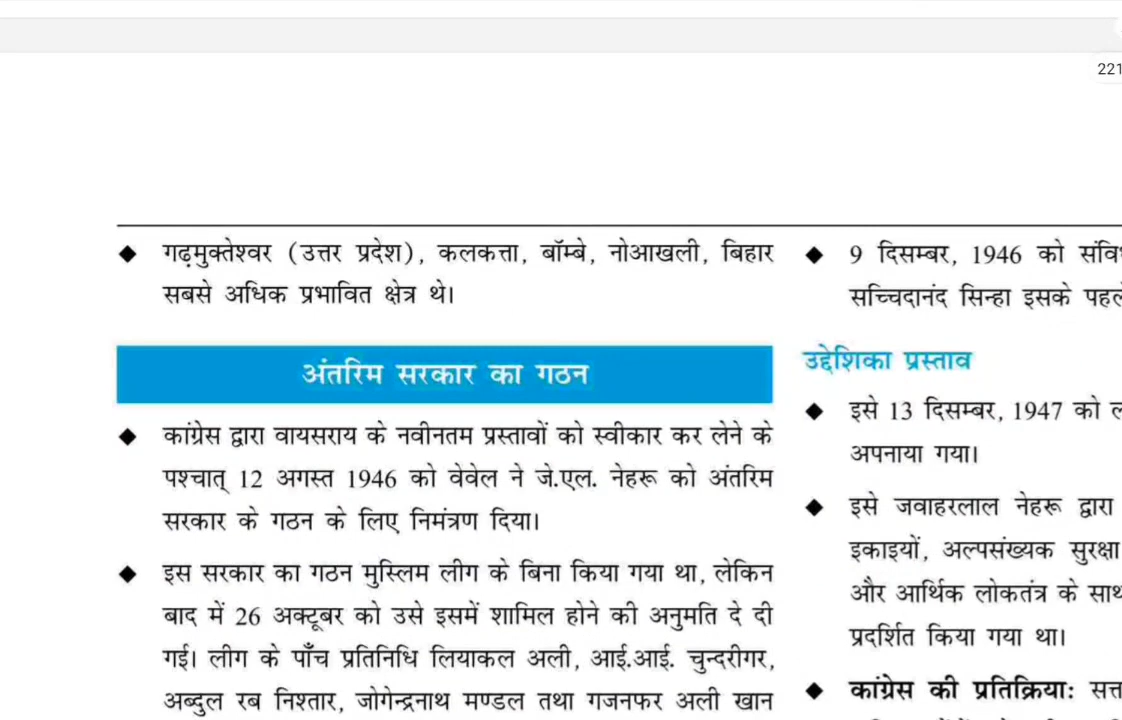 221
◆ गढ़मुक्तेश्वर (उत्तर प्रदेश), कलकत्ता, बॉम्बे, नोआखली, बिहार
सबसे अधिक प्रभावित क्षेत्र थे।
अंतरिम सरकार का गठन
◆ कांग्रेस द्वारा वायसराय के नवीनतम प्रस्तावों को स्वीकार कर लेने के
पश्चात् 12 अगस्त 1946 को वेवेल ने जे.एल. नेहरू को अंतरिम
सरकार के गठन के लिए निमंत्रण दिया।
◆ इस सरकार का गठन मुस्लिम लीग के बिना किया गया था, लेकिन
बाद में 26 अक्टूबर को उसे इसमें शामिल होने की अनुमति दे दी
गई। लीग के पाँच प्रतिनिधि लियाकल अली, आई.आई. चुन्दरीगर,
अब्दुल रब निश्तार, जोगेन्द्रनाथ मण्डल तथा गजनफर अली खान
◆ 9 दिसम्बर, 1946 को
सच्चिदानंद सिन्हा इसके
उद्देशिका प्रस्ताव
◆ इसे 13 दिसम्बर, 1947 को
अपनाया गया।
◆ इसे जवाहरलाल नेहरू द्वारा
इकाइयों, अल्पसंख्यक सुरक्षा
और आर्थिक लोकतंत्र के
प्रदर्शित किया गया था।
◆ कांग्रेस की प्रतिक्रिया: